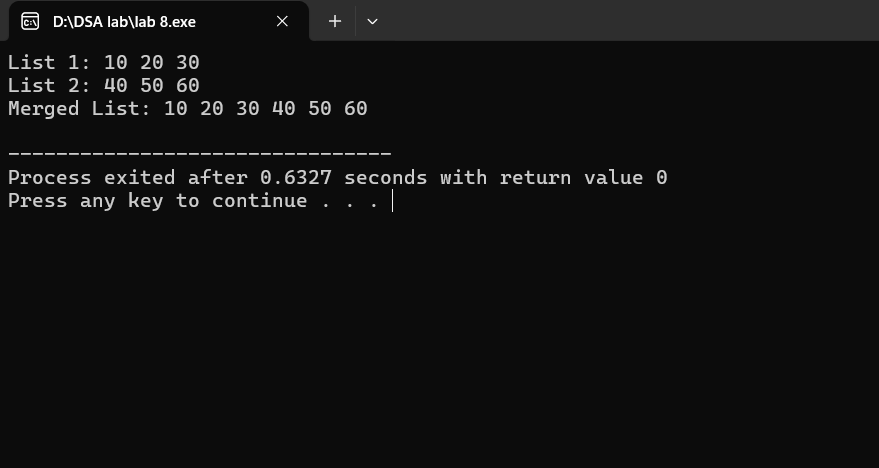 D:\DSA lab\lab 8.exe
List 1: 10 20 30
List 2: 40 50 60
Merged List: 10 20 30 40 50 60
--------------------------------
Process exited after 0.6327 seconds with return value 0
Press any key to continue . . .